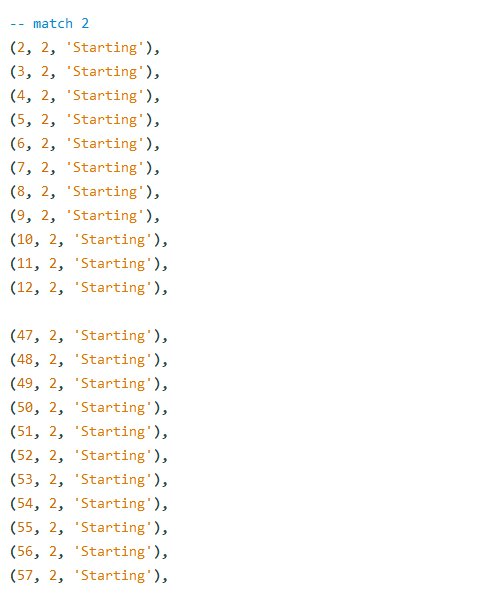 -- match 2
(2, 2, 'Starting'),
(3, 2, 'Starting'),
(4, 2, 'Starting'),
(5, 2, 'Starting'),
(6, 2, 'Starting'),
(7, 2, 'Starting'),
(8, 2, 'Starting'),
(9, 2, 'Starting'),
(10, 2, 'Starting'),
(11, 2, 'Starting'),
(12, 2, 'Starting'),

(47, 2, 'Starting'),
(48, 2, 'Starting'),
(49, 2, 'Starting'),
(50, 2, 'Starting'),
(51, 2, 'Starting'),
(52, 2, 'Starting'),
(53, 2, 'Starting'),
(54, 2, 'Starting'),
(55, 2, 'Starting'),
(56, 2, 'Starting'),
(57, 2, 'Starting'),